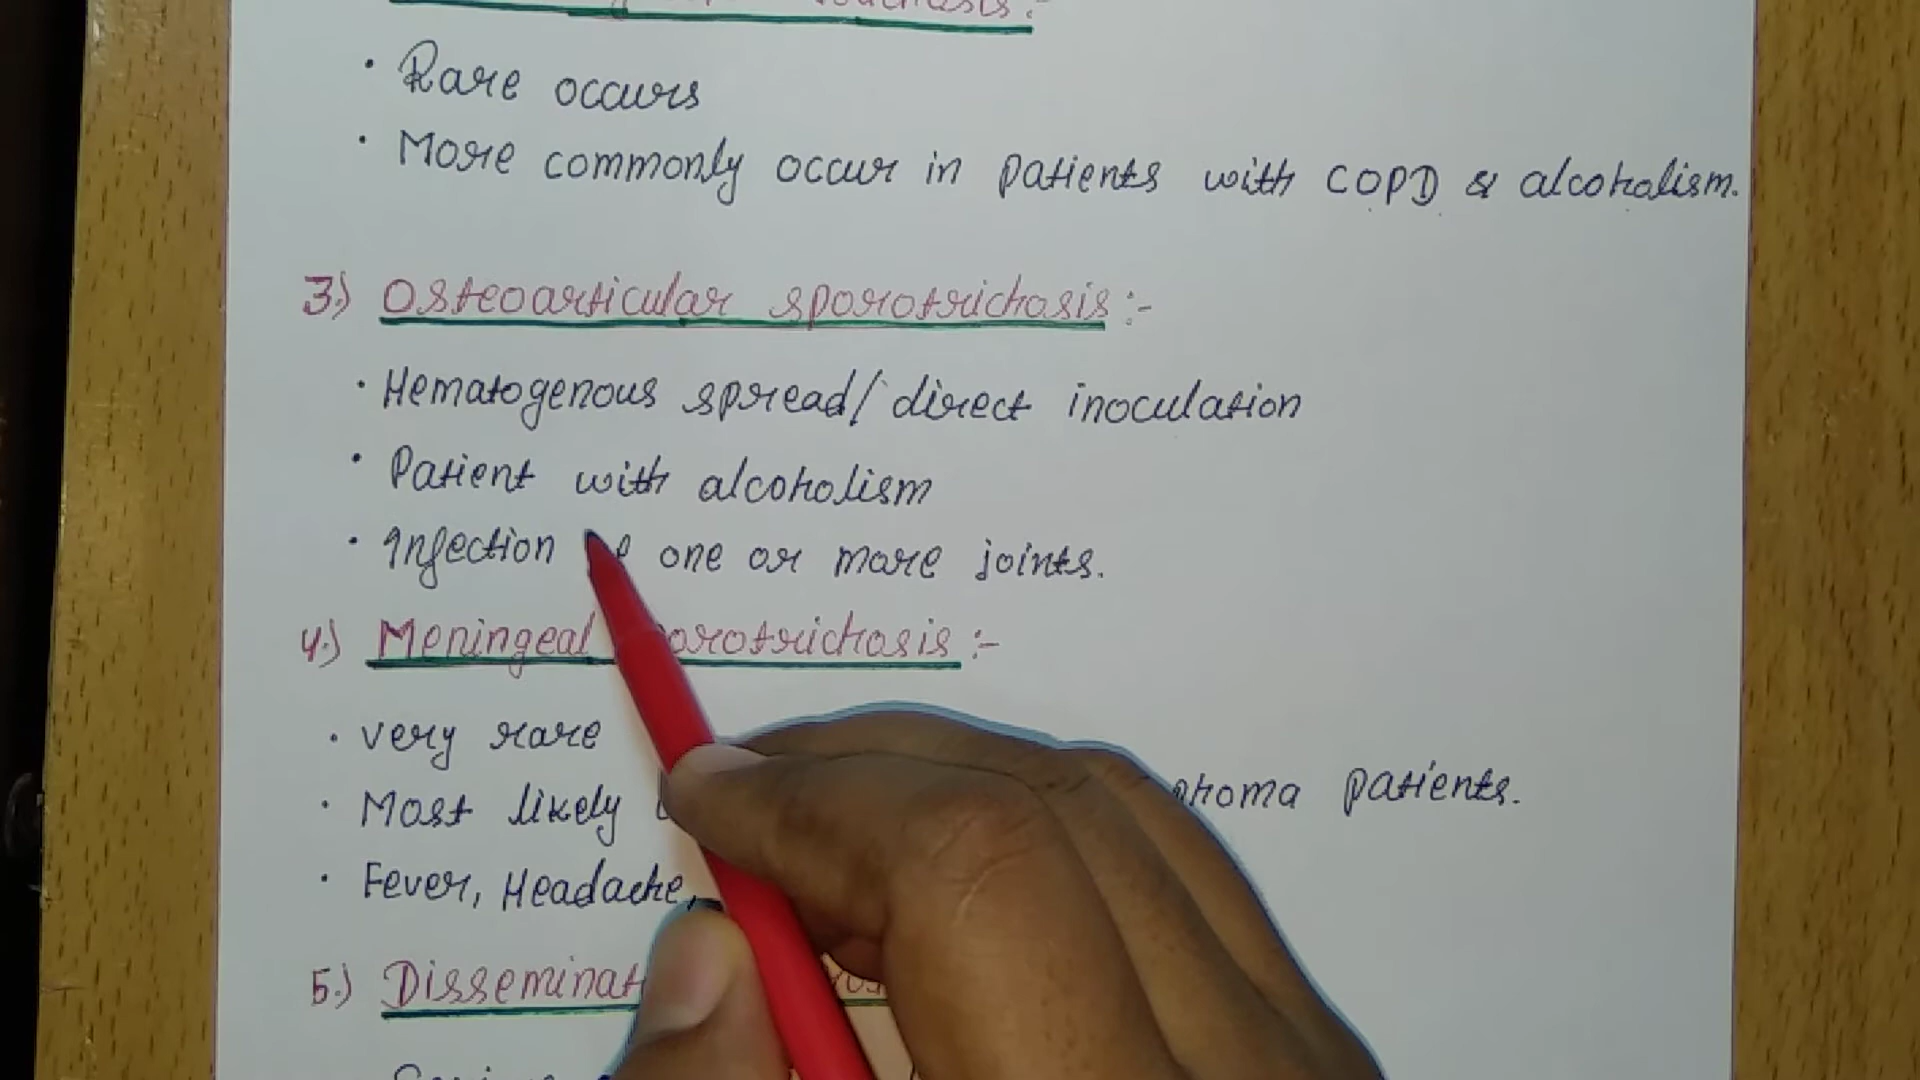 • Rare occurs
• More commonly occur in patients with COPD & alcoholism.
3.) Osteoarticular sporotrichosis :-
• Hematogenous spread/direct inoculation
• Patient with alcoholism
• Infection one or more joints.
4.) Meningeal :-
• very rare
• Most likely patients.
• Fever, Headache,
5.)